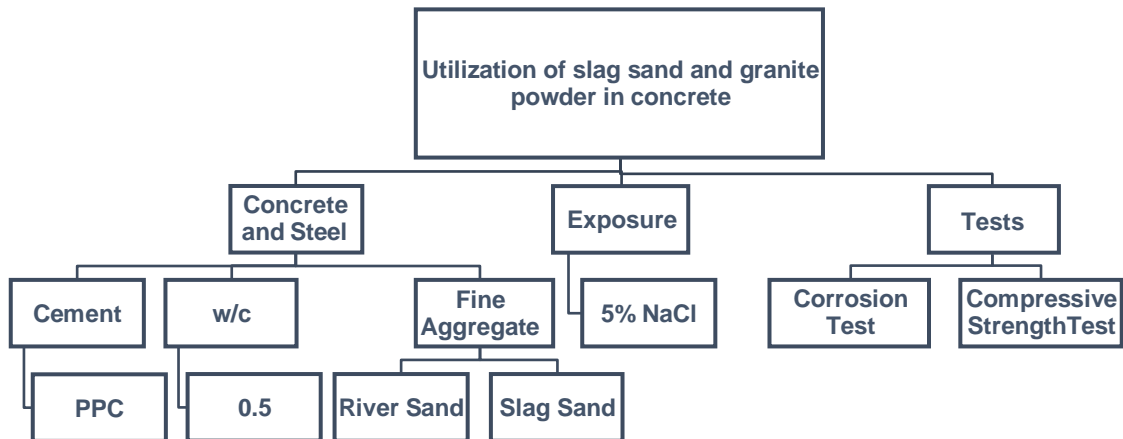 Utilization of slag sand and granite
powder in concrete
Concrete
and Steel
Exposure
Tests
Cement
w/c
Fine
Aggregate
5% NaCl
Corrosion
Test
Compressive
StrengthTest
PPC
0.5
River Sand
Slag Sand